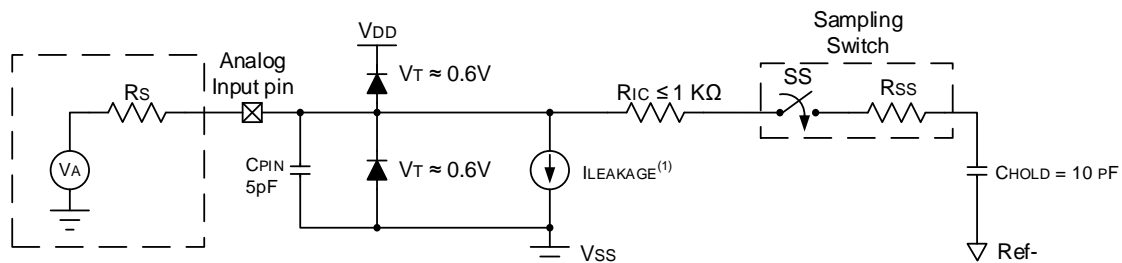 Sampling
Switch
VDD
Analog
Input pin
VT ≈ 0.6V
RS
RIC ≤ 1 KΩ
SS
RSS
VA
CPIN
5pF
VT ≈ 0.6V
ILEAKAGE(1)
CHOLD = 10 PF
VSS
Ref-